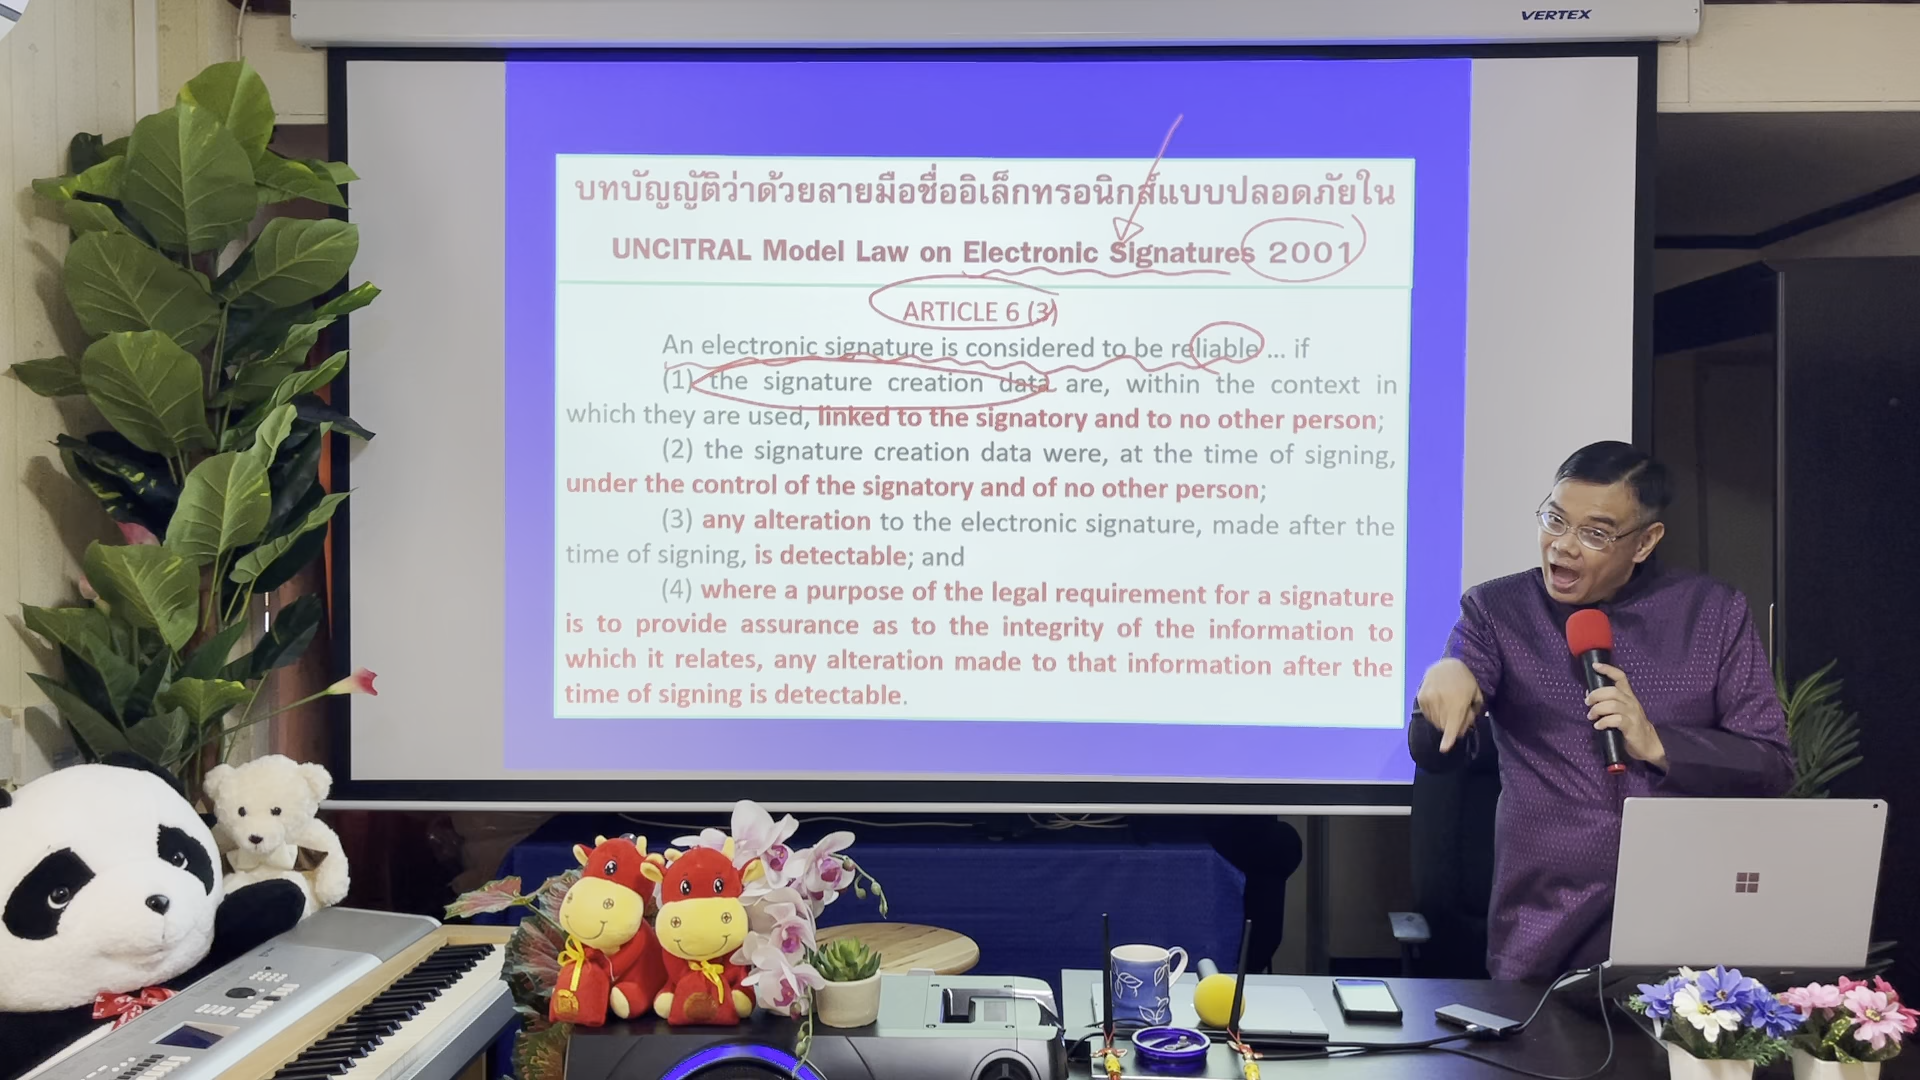 VERTEX
บทบัญญัติว่าด้วยลายมือชื่ออิเล็กทรอนิกส์แบบปลอดภัยใน
UNCITRAL Model Law on Electronic Signatures 2001
ARTICLE 6 (3)
An electronic signature is considered to be reliable ... if
(1) the signature creation data are, within the context in
which they are used, linked to the signatory and to no other person;
(2) the signature creation data were, at the time of signing,
under the control of the signatory and of no other person;
(3) any alteration to the electronic signature, made after the
time of signing, is detectable; and
(4) where a purpose of the legal requirement for a signature
is to provide assurance as to the integrity of the information to
which it relates, any alteration made to that information after the
time of signing is detectable.